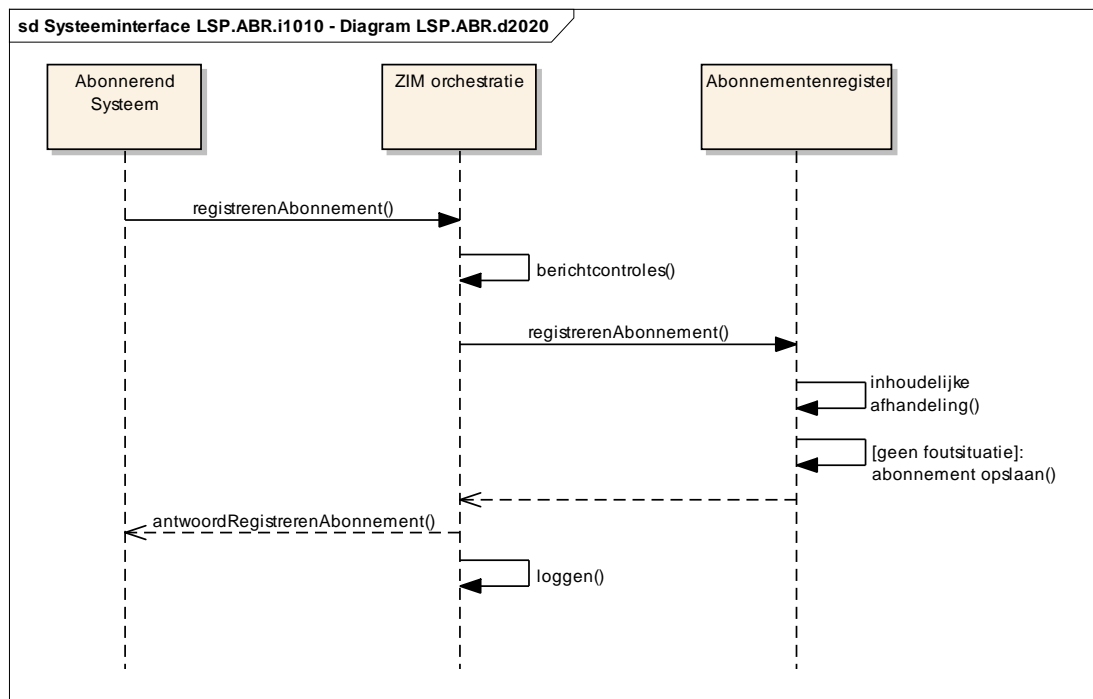 sd Systeeminterface LSP.ABR.i1010 - Diagram LSP.ABR.d2020
Abonnerend
Systeem
ZIM orchestratie
Abonnementenregister
registrerenAbonnement()
berichtcontroles()
registrerenAbonnement()
inhoudelijke
afhandeling()
[geen foutsituatie]:
abonnement opslaan()
antwoordRegistrerenAbonnement()
loggen()